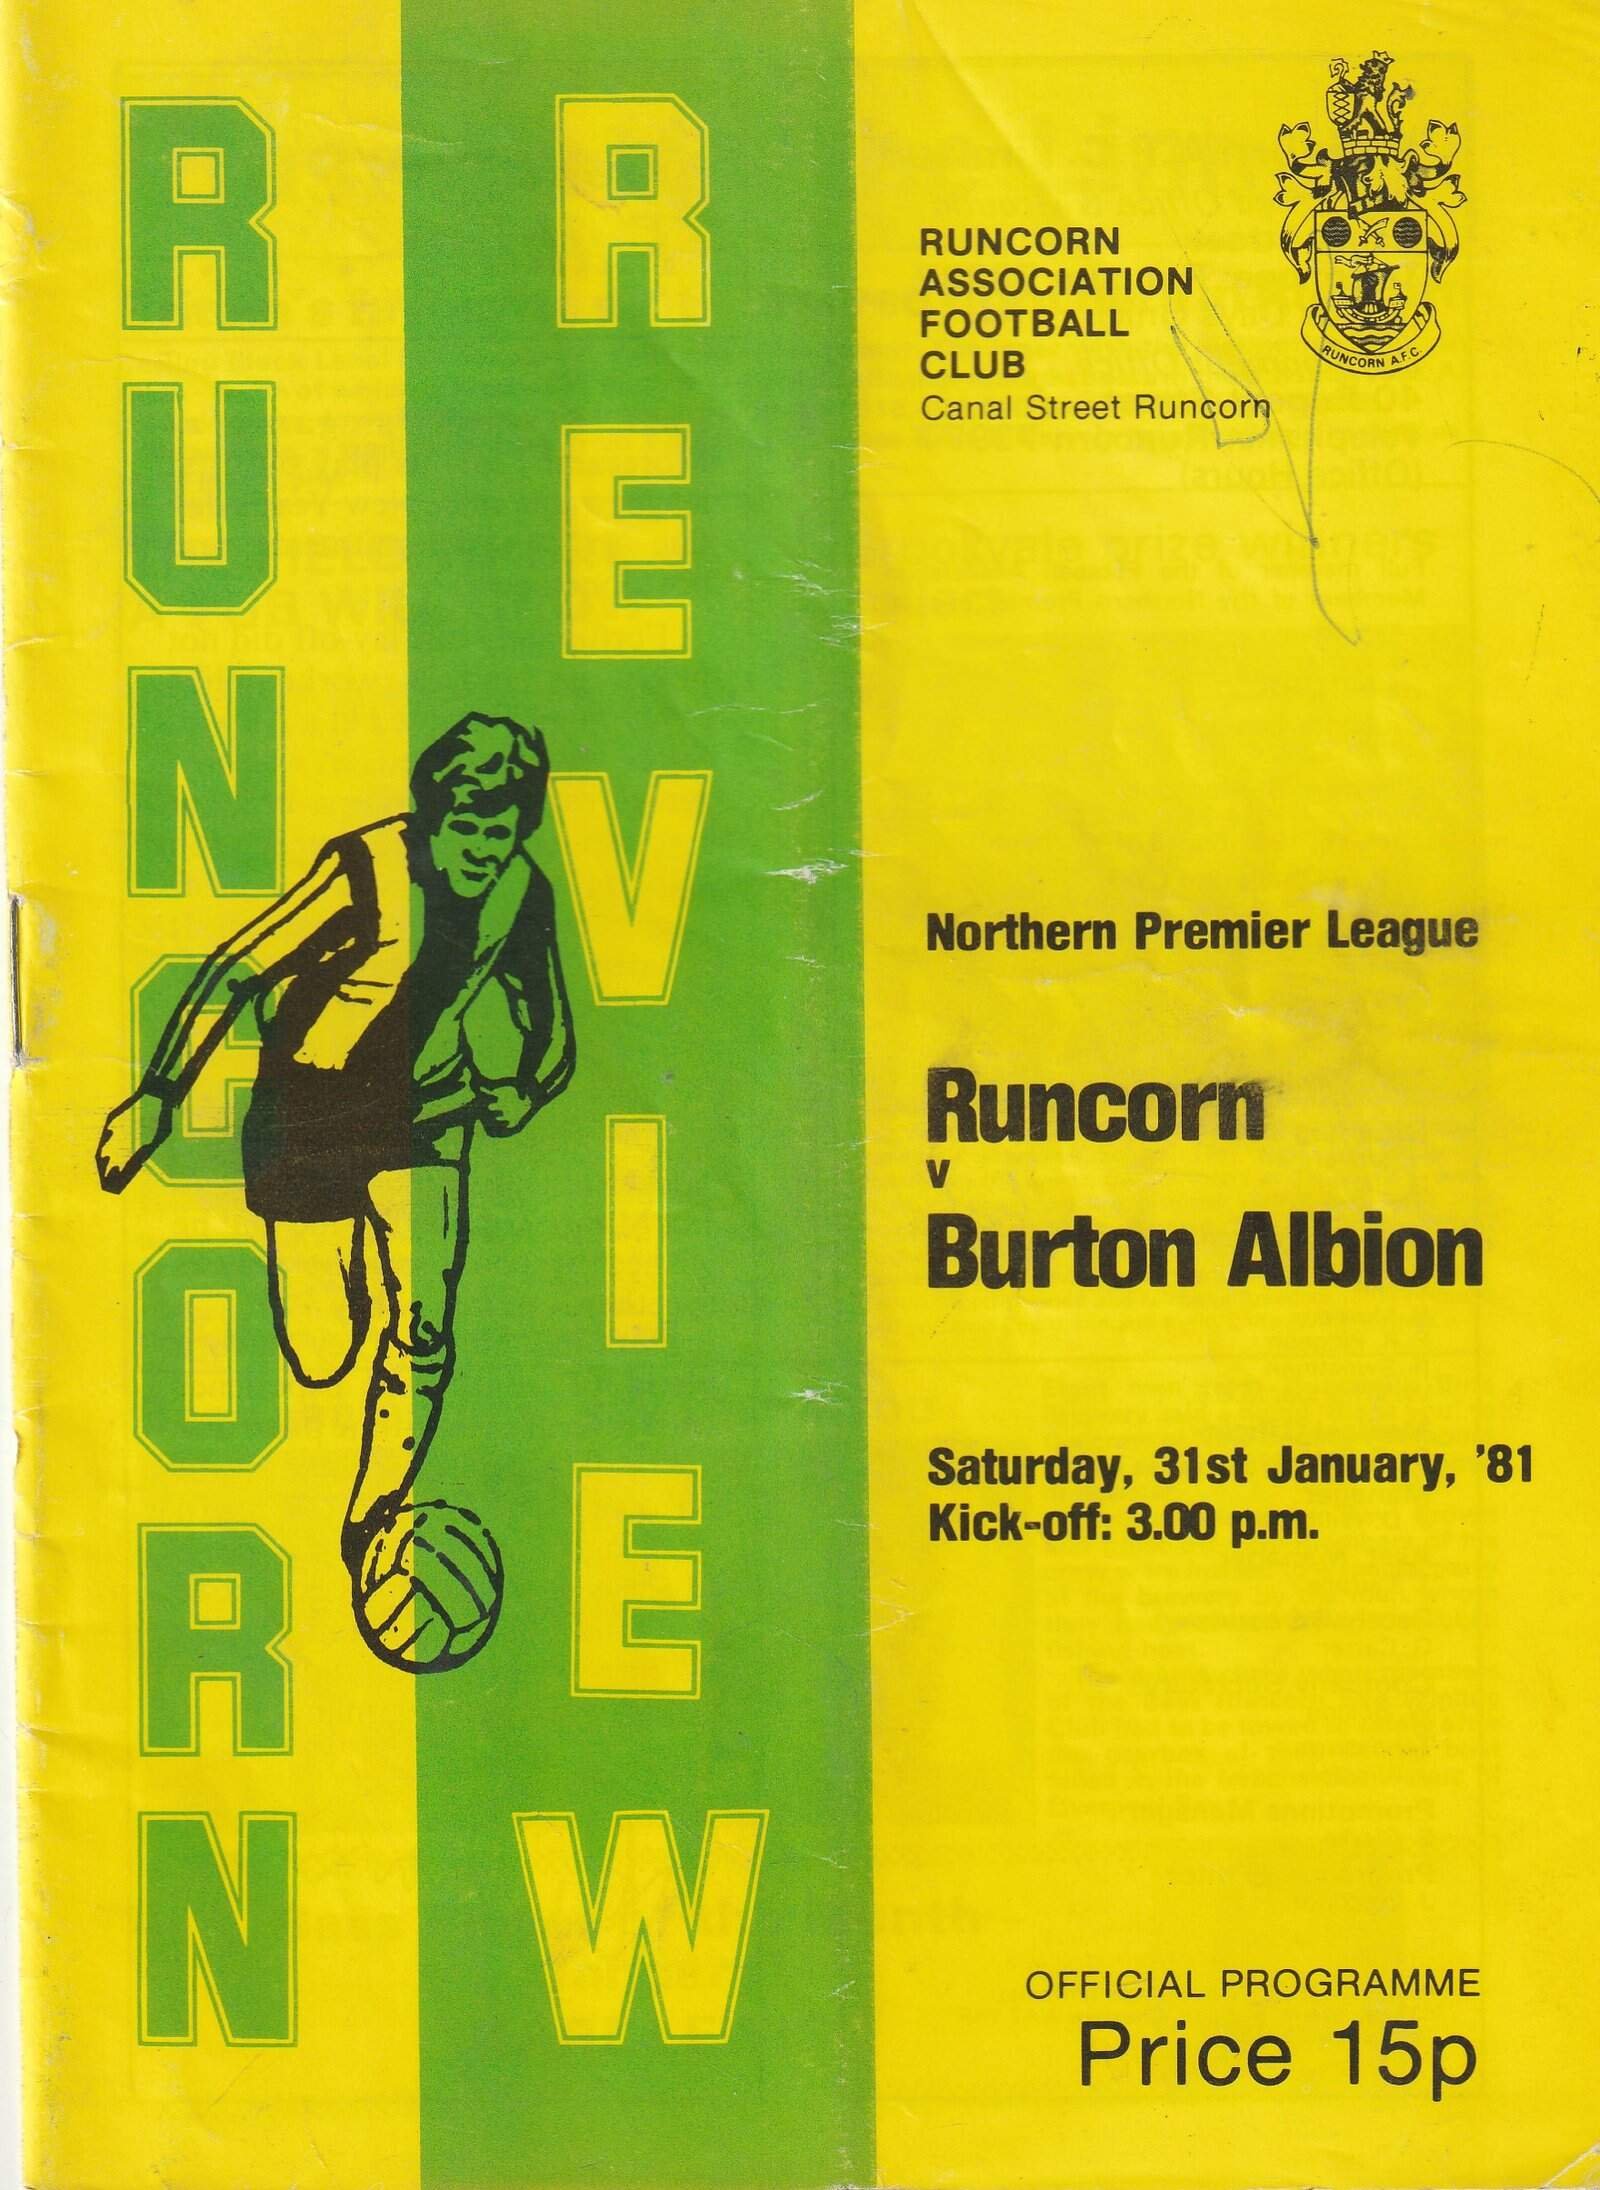 RUNCORN
REVIEW
RUNCORN
ASSOCIATION
FOOTBALL
CLUB
Canal Street Runcorn
RUNCORN A.F.C.
Northern Premier League
Runcorn
v
Burton Albion
Saturday, 31st January, '81
Kick-off: 3.00 p.m.
OFFICIAL PROGRAMME
Price 15p